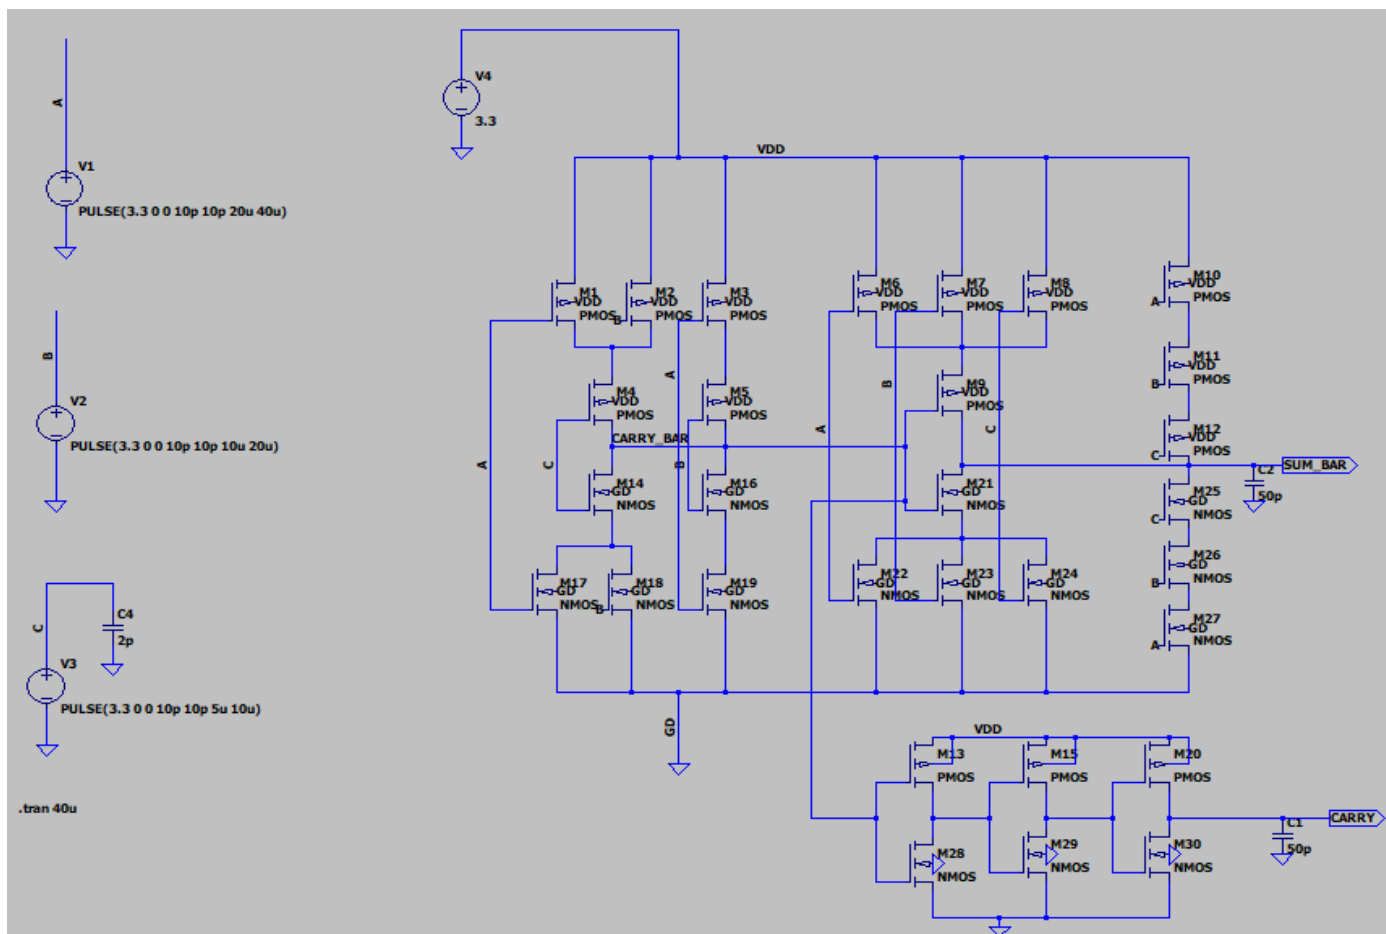 A
V1
PULSE(3.3 0 0 10p 10p 20u 40u)
B
V2
PULSE(3.3 0 0 10p 10p 10u 20u)
C
C4
2p
V3
PULSE(3.3 0 0 10p 10p 5u 10u)
.tran 40u
V4
3.3
VDD
M1
VDD
PMOS
M2
VDD
PMOS
B
M3
VDD
PMOS
A
A
M4
VDD
PMOS
M5
VDD
PMOS
CARRY_BAR
C
B
M14
GD
NMOS
M16
GD
NMOS
M17
GD
NMOS
M18
GD
NMOS
B
M19
GD
NMOS
GD
M6
VDD
PMOS
M7
VDD
PMOS
M8
VDD
PMOS
A
B
C
M9
VDD
PMOS
M21
GD
NMOS
M22
GD
NMOS
M23
GD
NMOS
M24
GD
NMOS
M10
VDD
PMOS
A
M11
VDD
PMOS
B
M12
VDD
PMOS
C
SUM_BAR
C2
50p
M25
GD
NMOS
C
M26
GD
NMOS
B
M27
GD
NMOS
A
VDD
M13
PMOS
M15
PMOS
M20
PMOS
M28
NMOS
M29
NMOS
M30
NMOS
C1
50p
CARRY